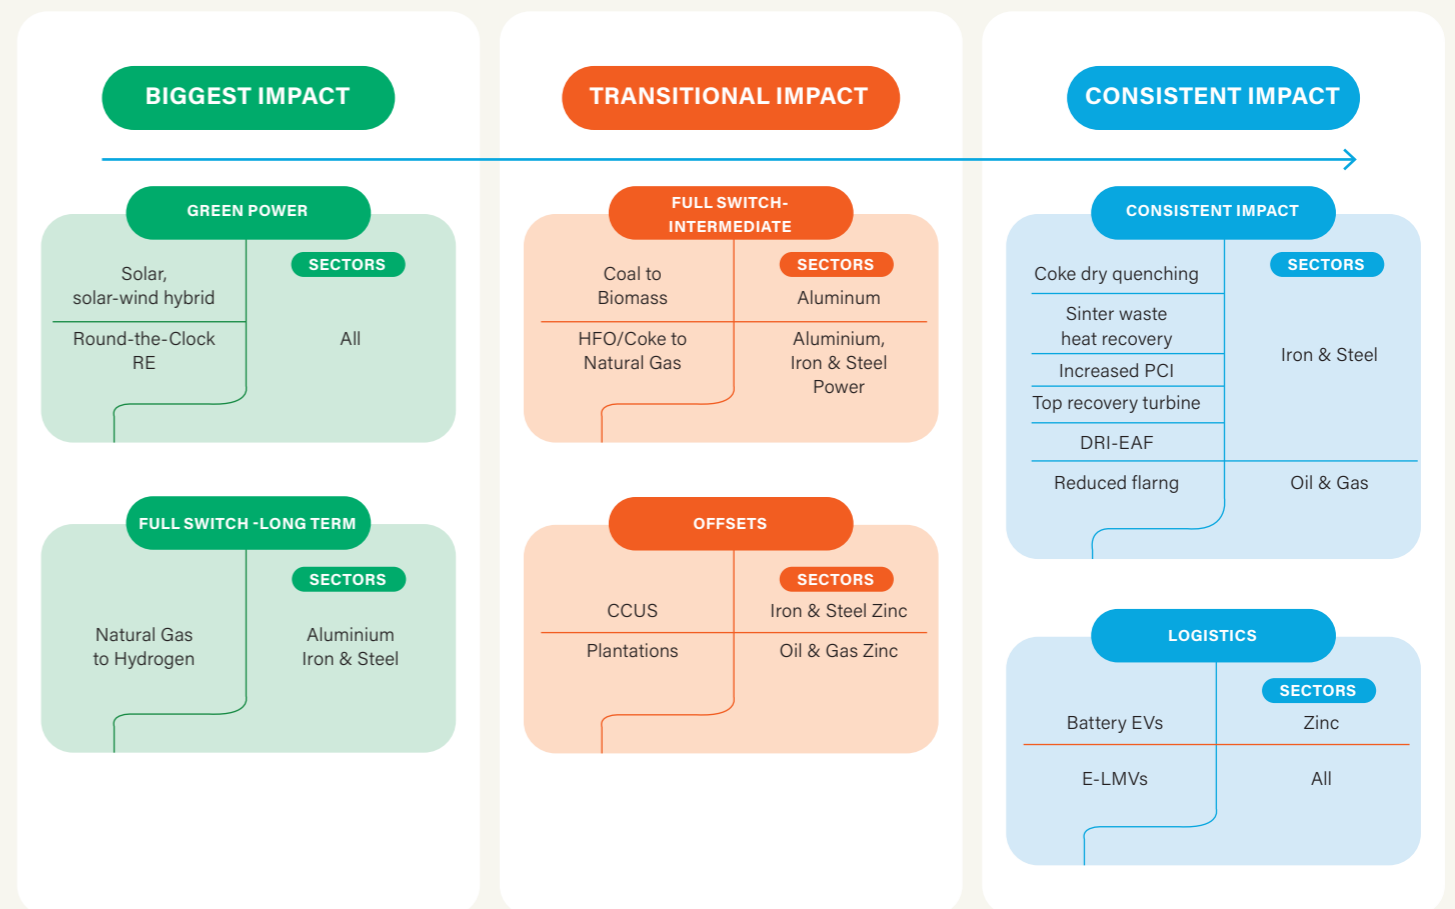 BIGGEST IMPACT
TRANSITIONAL IMPACT
CONSISTENT IMPACT
GREEN POWER
SECTORS
Solar,
solar-wind hybrid
Round-the-Clock
RE
All
FULL SWITCH -LONG TERM
SECTORS
Natural Gas
to Hydrogen
Aluminium
Iron & Steel
FULL SWITCH-
INTERMEDIATE
SECTORS
Coal to
Biomass
Aluminum
HFO/Coke to
Natural Gas
Aluminium,
Iron & Steel
Power
OFFSETS
SECTORS
CCUS
Iron & Steel Zinc
Plantations
Oil & Gas Zinc
CONSISTENT IMPACT
SECTORS
Coke dry quenching
Sinter waste
heat recovery
Increased PCI
Top recovery turbine
DRI-EAF
Iron & Steel
Reduced flarng
Oil & Gas
LOGISTICS
SECTORS
Battery EVs
Zinc
E-LMVs
All